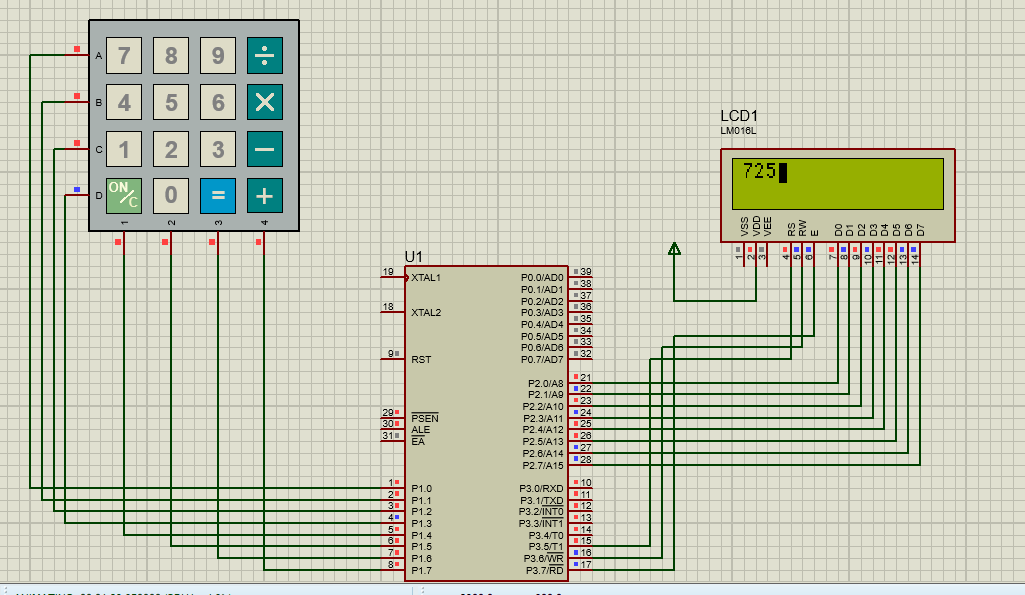 A 7 8 9 ÷
B 4 5 6 ×
C 1 2 3 −
D ON/C 0 = +
1 2 3 4
LCD1
LM016L
725
VSS VDD VEE RS RW E D0 D1 D2 D3 D4 D5 D6 D7
1 2 3 4 5 6 7 8 9 10 11 12 13 14
U1
19 XTAL1 P0.0/AD0 39
P0.1/AD1 38
P0.2/AD2 37
18 XTAL2 P0.3/AD3 36
P0.4/AD4 35
P0.5/AD5 34
P0.6/AD6 33
9 RST P0.7/AD7 32
P2.0/A8 21
P2.1/A9 22
P2.2/A10 23
29 PSEN P2.3/A11 24
30 ALE P2.4/A12 25
31 EA P2.5/A13 26
P2.6/A14 27
P2.7/A15 28
1 P1.0 P3.0/RXD 10
2 P1.1 P3.1/TXD 11
3 P1.2 P3.2/INT0 12
4 P1.3 P3.3/INT1 13
5 P1.4 P3.4/T0 14
6 P1.5 P3.5/T1 15
7 P1.6 P3.6/WR 16
8 P1.7 P3.7/RD 17